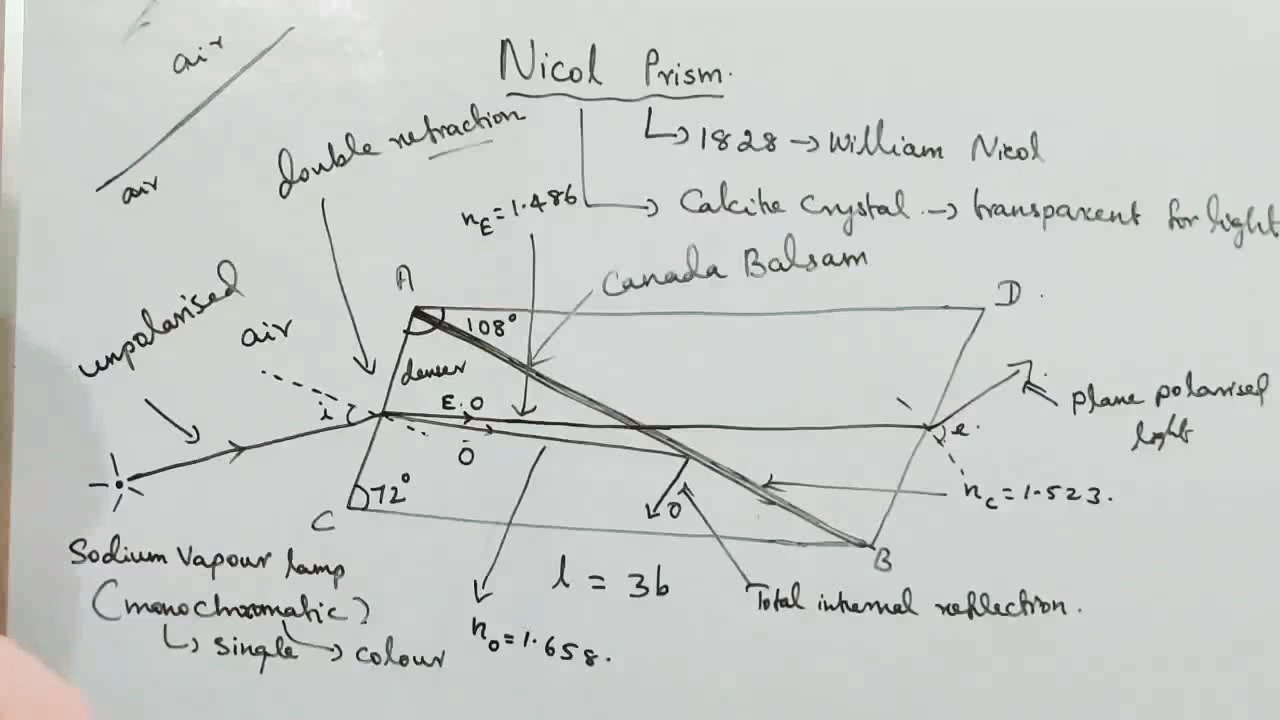 air
air
Nicol Prism.
1828 → William Nicol
Calcite Crystal → transparent for light
Canada Balsam
double refraction
nE = 1.486
unpolarised
air
i
A
108°
denser
E.O
O
72°
C
D.
B
O
e.
plane polarised
light
nC = 1.523.
Sodium Vapour lamp
(monochromatic)
↳ single → colour
l = 3b
Total internal reflection.
no = 1.658.